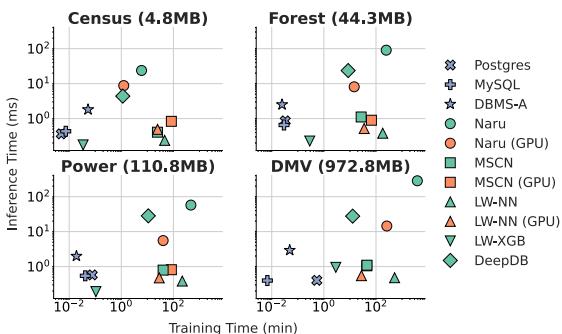 Census (4.8MB) Forest (44.3MB)
10² 
10¹
10⁰
Power (110.8MB) DMV (972.8MB)
10²
10¹
10⁰
10⁻² 10⁰ 10² 10⁻² 10⁰ 10²
Inference Time (ms)
Training Time (min)
Postgres
MySQL
DBMS-A
Naru
Naru (GPU)
MSCN
MSCN (GPU)
LW-NN
LW-NN (GPU)
LW-XGB
DeepDB